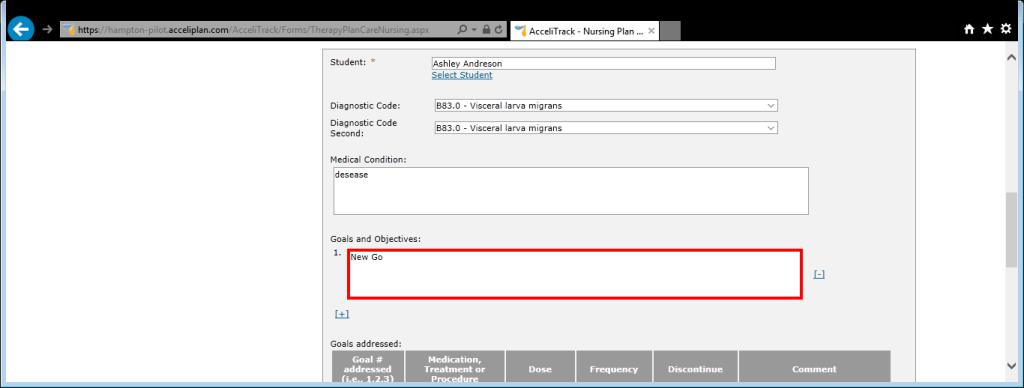 https://hampton-pilot.acceliplan.com/AcceliTrack/Forms/TherapyPlanCareNursing.aspx
AcceliTrack - Nursing Plan ...
Student: *
Ashley Andreson
Select Student
Diagnostic Code:
B83.0 - Visceral larva migrans
Diagnostic Code
Second:
B83.0 - Visceral larva migrans
Medical Condition:
desease
Goals and Objectives:
1.
New Go
[-]
[+]
Goals addressed:
Goal #
addressed
(i.e., 1,2,3)
Medication,
Treatment or
Procedure
Dose
Frequency
Discontinue
Comment